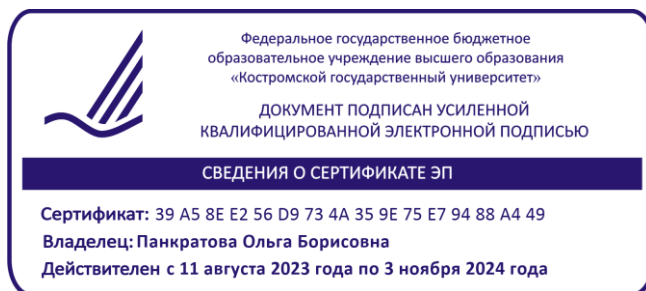 Федеральное государственное бюджетное
образовательное учреждение высшего образования
«Костромской государственный университет»
ДОКУМЕНТ ПОДПИСАН УСИЛЕННОЙ
КВАЛИФИЦИРОВАННОЙ ЭЛЕКТРОННОЙ ПОДПИСЬЮ
СВЕДЕНИЯ О СЕРТИФИКАТЕ ЭП
Сертификат: 39 A5 8E E2 56 D9 73 4A 35 9E 75 E7 94 88 A4 49
Владелец: Панкратова Ольга Борисовна
Действителен с 11 августа 2023 года по 3 ноября 2024 года